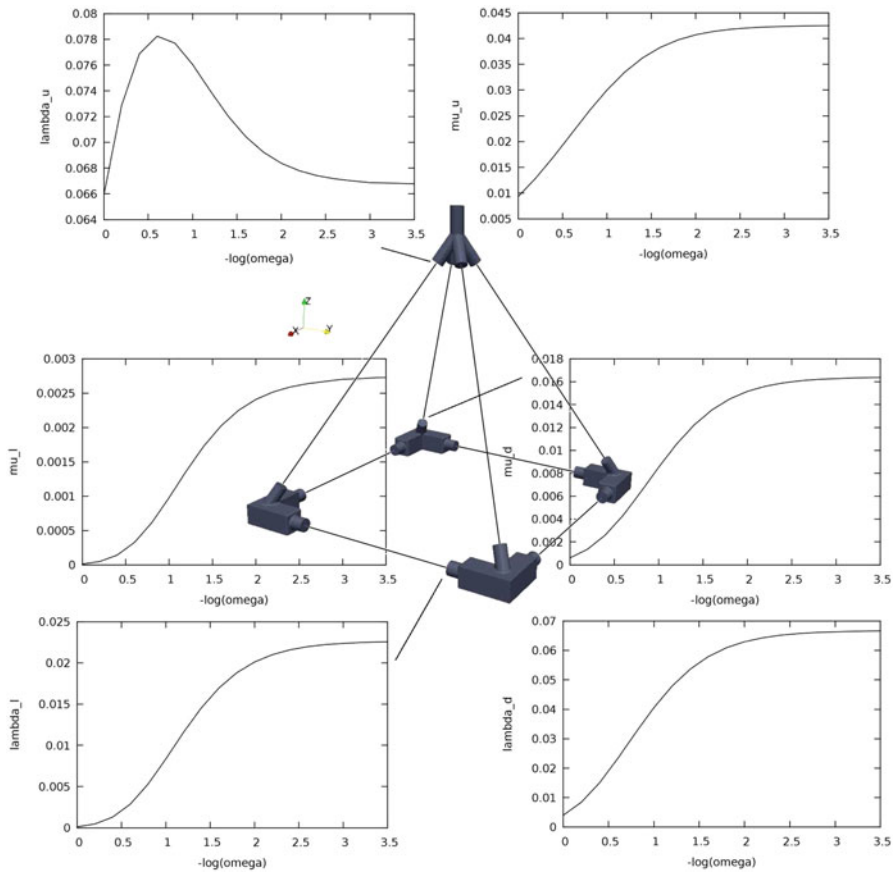 0.08
0.078
0.076
0.074
0.072
0.07
0.068
0.066
0.064
lambda_u
0 0.5 1 1.5 2 2.5 3 3.5
-log(omega)
0.045
0.04
0.035
0.03
0.025
0.02
0.015
0.01
0.005
mu_u
0 0.5 1 1.5 2 2.5 3 3.5
-log(omega)
Z
X Y
0.003
0.0025
0.002
0.0015
0.001
0.0005
0
mu_l
0 0.5 1 1.5 2 2.5 3 3.5
-log(omega)
0.018
0.016
0.014
0.012
0.01
0.008
0.006
0.004
0.002
0
mu_d
0 0.5 1 1.5 2 2.5 3 3.5
-log(omega)
0.025
0.02
0.015
0.01
0.005
0
lambda_l
0 0.5 1 1.5 2 2.5 3 3.5
-log(omega)
0.07
0.06
0.05
0.04
0.03
0.02
0.01
0
lambda_d
0 0.5 1 1.5 2 2.5 3 3.5
-log(omega)